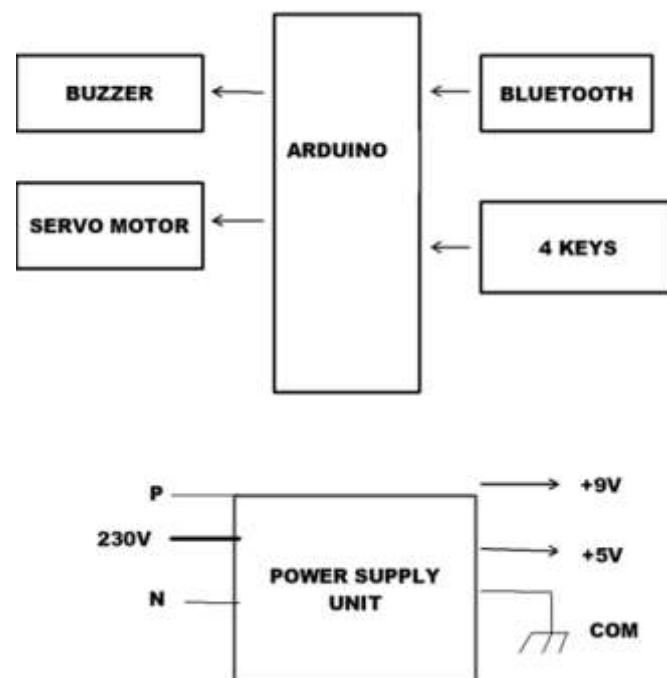 BUZZER
BLUETOOTH
ARDUINO
SERVO MOTOR
4 KEYS
P
+9V
230V
+5V
POWER SUPPLY
UNIT
N
COM